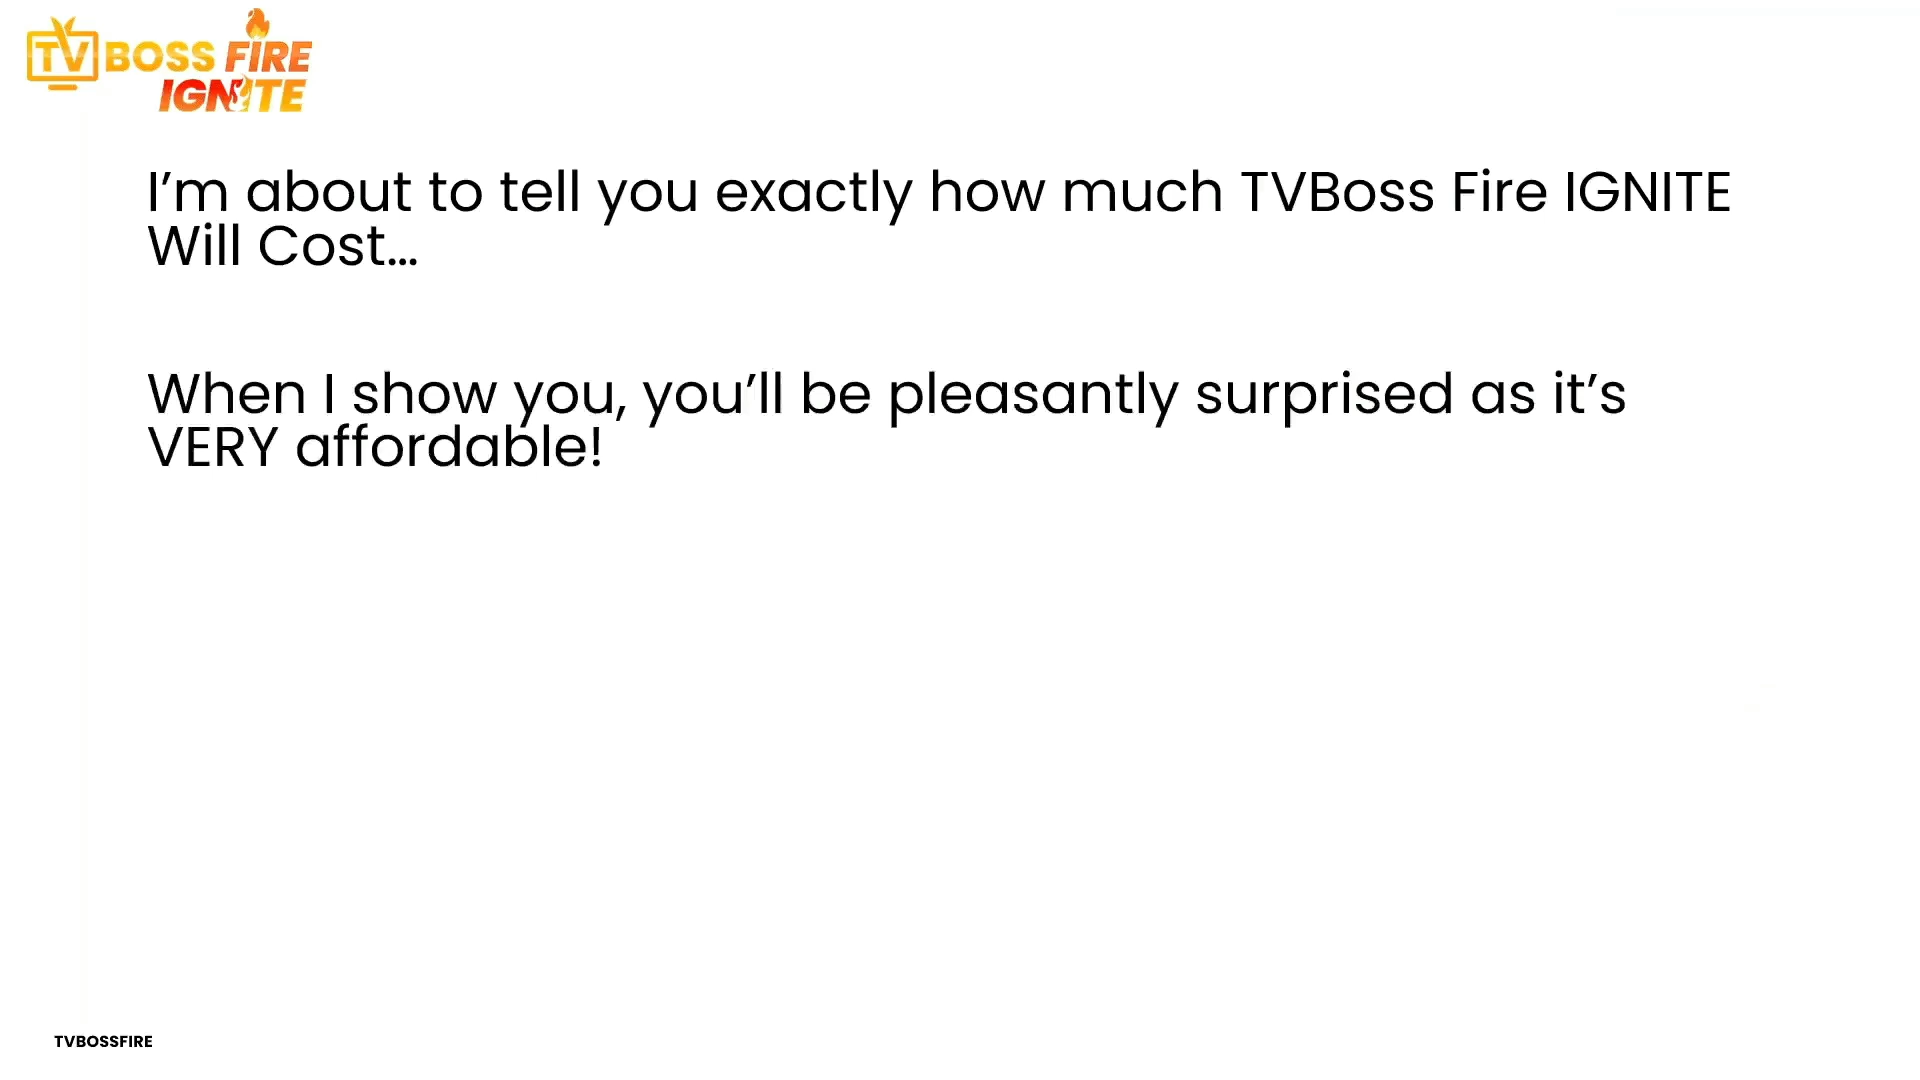 TV BOSS FIRE
IGNITE
I’m about to tell you exactly how much TVBoss Fire IGNITE
Will Cost…
When I show you, you’ll be pleasantly surprised as it’s
VERY affordable!
TVBOSSFIRE